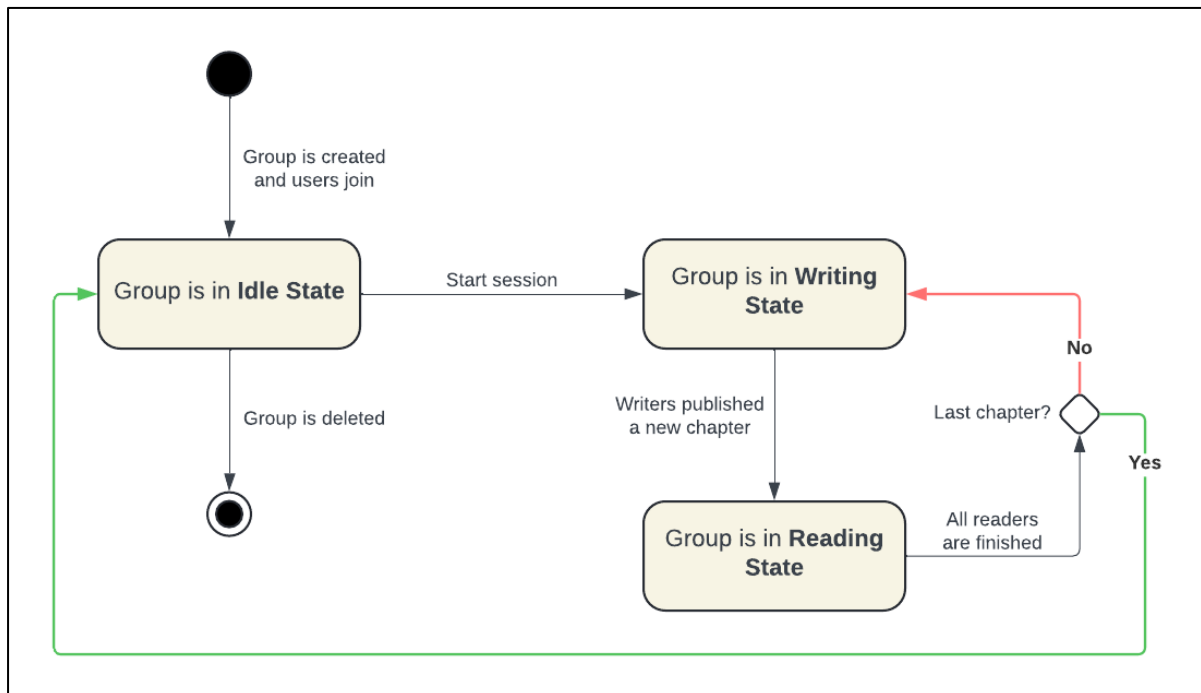 Group is created
and users join
Group is in Idle State
Start session
Group is in Writing
State
No
Group is deleted
Writers published
a new chapter
Last chapter?
Yes
Group is in Reading
State
All readers
are finished